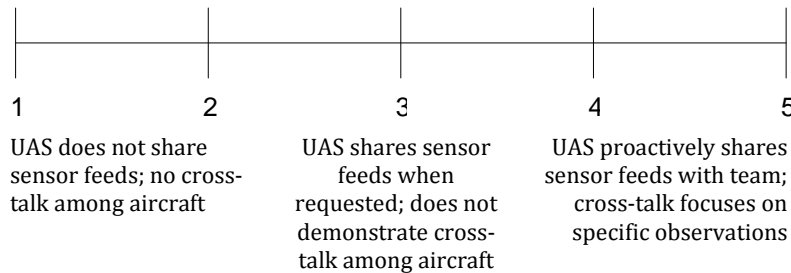 1 2 3 4 5
UAS does not share
sensor feeds; no cross-
talk among aircraft
UAS shares sensor
feeds when
requested; does not
demonstrate cross-
talk among aircraft
UAS proactively shares
sensor feeds with team;
cross-talk focuses on
specific observations